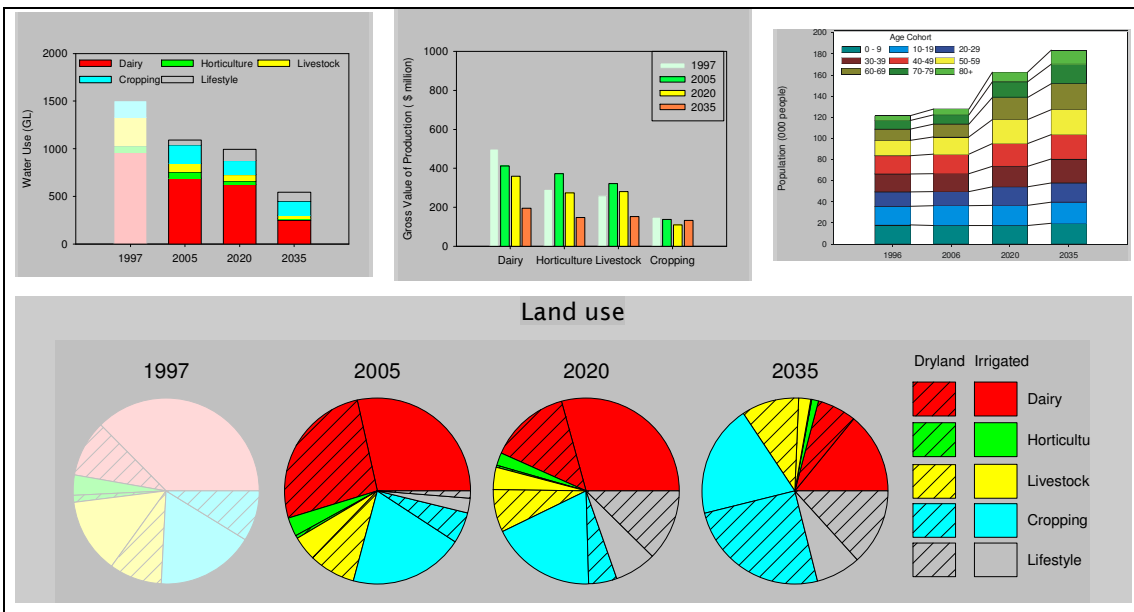 2000
1500
1000
500
0
Water Use (GL)
Dairy Horticulture Livestock
Cropping Lifestyle
1997 2005 2020 2035
1000
800
600
400
200
0
Gross Value of Production ( $ million)
1997
2005
2020
2035
Dairy Horticulture Livestock Cropping
200
180
160
140
120
100
80
60
40
20
0
Population (000 people)
Age Cohort
0 - 9 10-19 20-29
30-39 40-49 50-59
60-69 70-79 80+
1996 2006 2020 2035
Land use
1997 2005 2020 2035
Dryland Irrigated
Dairy
Horticultu
Livestock
Cropping
Lifestyle